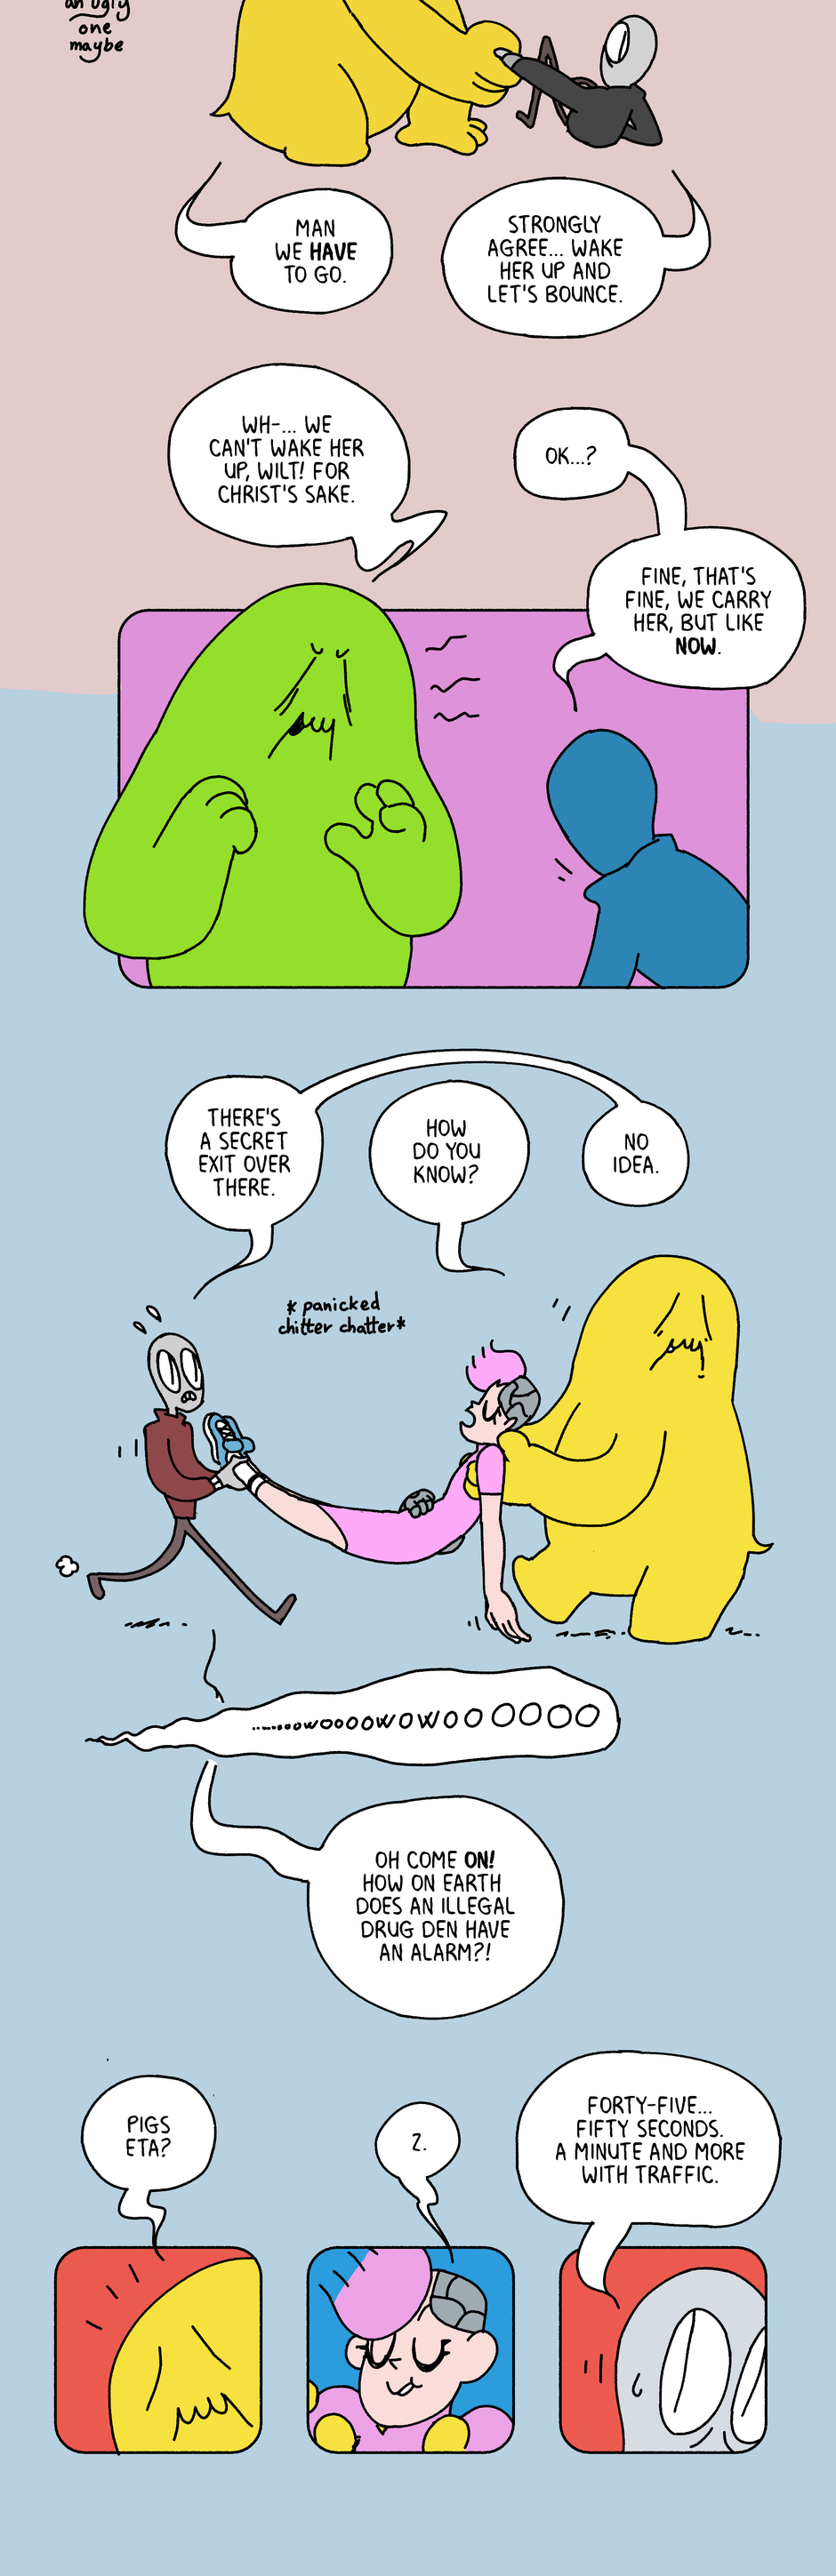 an ugly
one
maybe
MAN
WE HAVE
TO GO.
STRONGLY
AGREE... WAKE
HER UP AND
LET'S BOUNCE.
WH-... WE
CAN'T WAKE HER
UP, WILT! FOR
CHRIST'S SAKE.
OK...?
FINE, THAT'S
FINE, WE CARRY
HER, BUT LIKE
NOW.
THERE'S
A SECRET
EXIT OVER
THERE.
HOW
DO YOU
KNOW?
NO
IDEA.
* panicked
chitter chatter*
........oowoooowowoo OOOO
OH COME ON!
HOW ON EARTH
DOES AN ILLEGAL
DRUG DEN HAVE
AN ALARM?!
PIGS
ETA?
Z.
FORTY-FIVE...
FIFTY SECONDS.
A MINUTE AND MORE
WITH TRAFFIC.